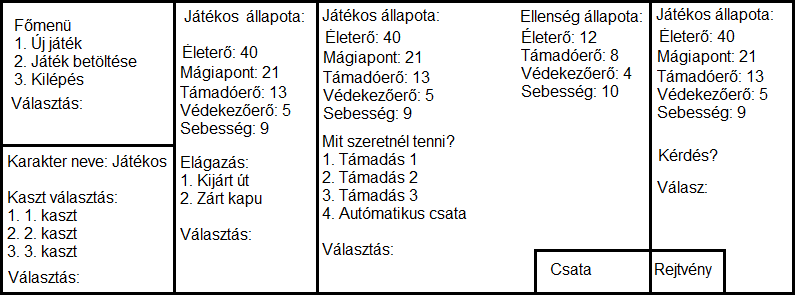 Főmenü
1. Új játék
2. Játék betöltése
3. Kilépés
Választás:
Karakter neve: Játékos
Kaszt választás:
1. 1. kaszt
2. 2. kaszt
3. 3. kaszt
Választás:
Játékos állapota:
Életerő: 40
Mágiapont: 21
Támadóerő: 13
Védekezőerő: 5
Sebesség: 9
Elágazás:
1. Kijárt út
2. Zárt kapu
Választás:
Játékos állapota:
Életerő: 40
Mágiapont: 21
Támadóerő: 13
Védekezőerő: 5
Sebesség: 9
Mit szeretnél tenni?
1. Támadás 1
2. Támadás 2
3. Támadás 3
4. Autómatikus csata
Választás:
Ellenség állapota:
Életerő: 12
Támadóerő: 8
Védekezőerő: 4
Sebesség: 10
Csata
Játékos állapota:
Életerő: 40
Mágiapont: 21
Támadóerő: 13
Védekezőerő: 5
Sebesség: 9
Kérdés?
Válasz:
Rejtvény